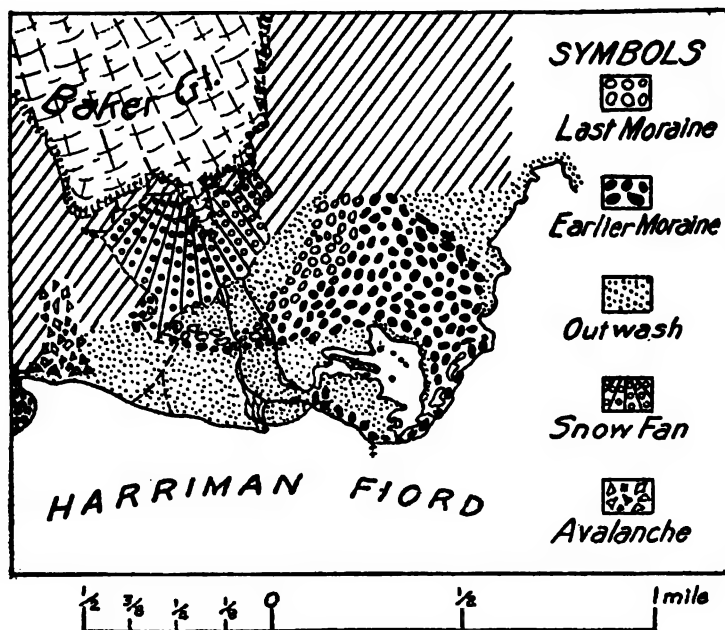 Baker Gl.
SYMBOLS
Last Moraine
Earlier Moraine
Outwash
Snow Fan
Avalanche
HARRIMAN FIORD
1/2 3/8 1/4 1/8 0 1/2 1 mile